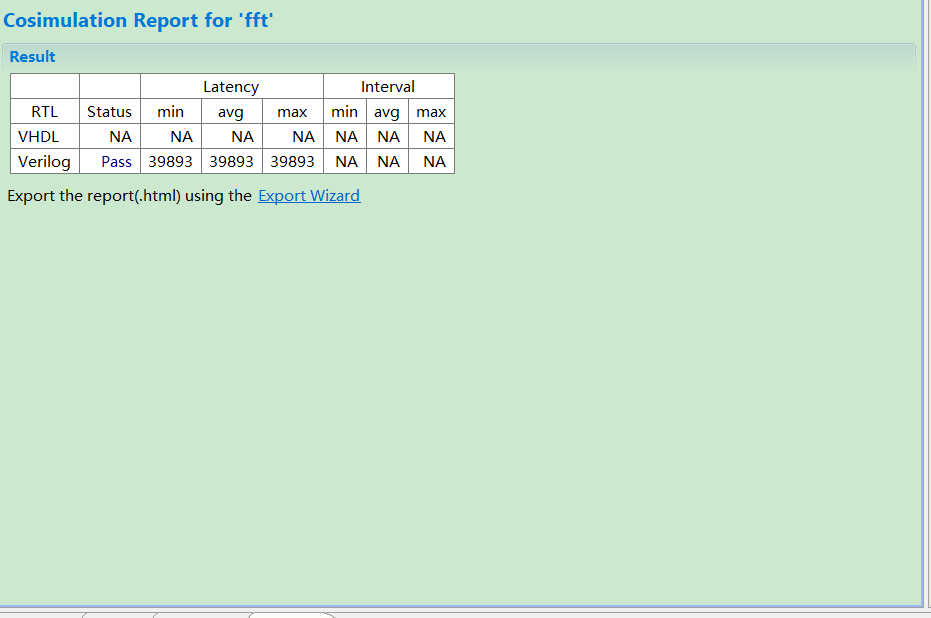 Cosimulation Report for 'fft'
Result
Latency Interval
RTL Status min avg max min avg max
VHDL NA NA NA NA NA NA NA
Verilog Pass 39893 39893 39893 NA NA NA
Export the report(.html) using the Export Wizard